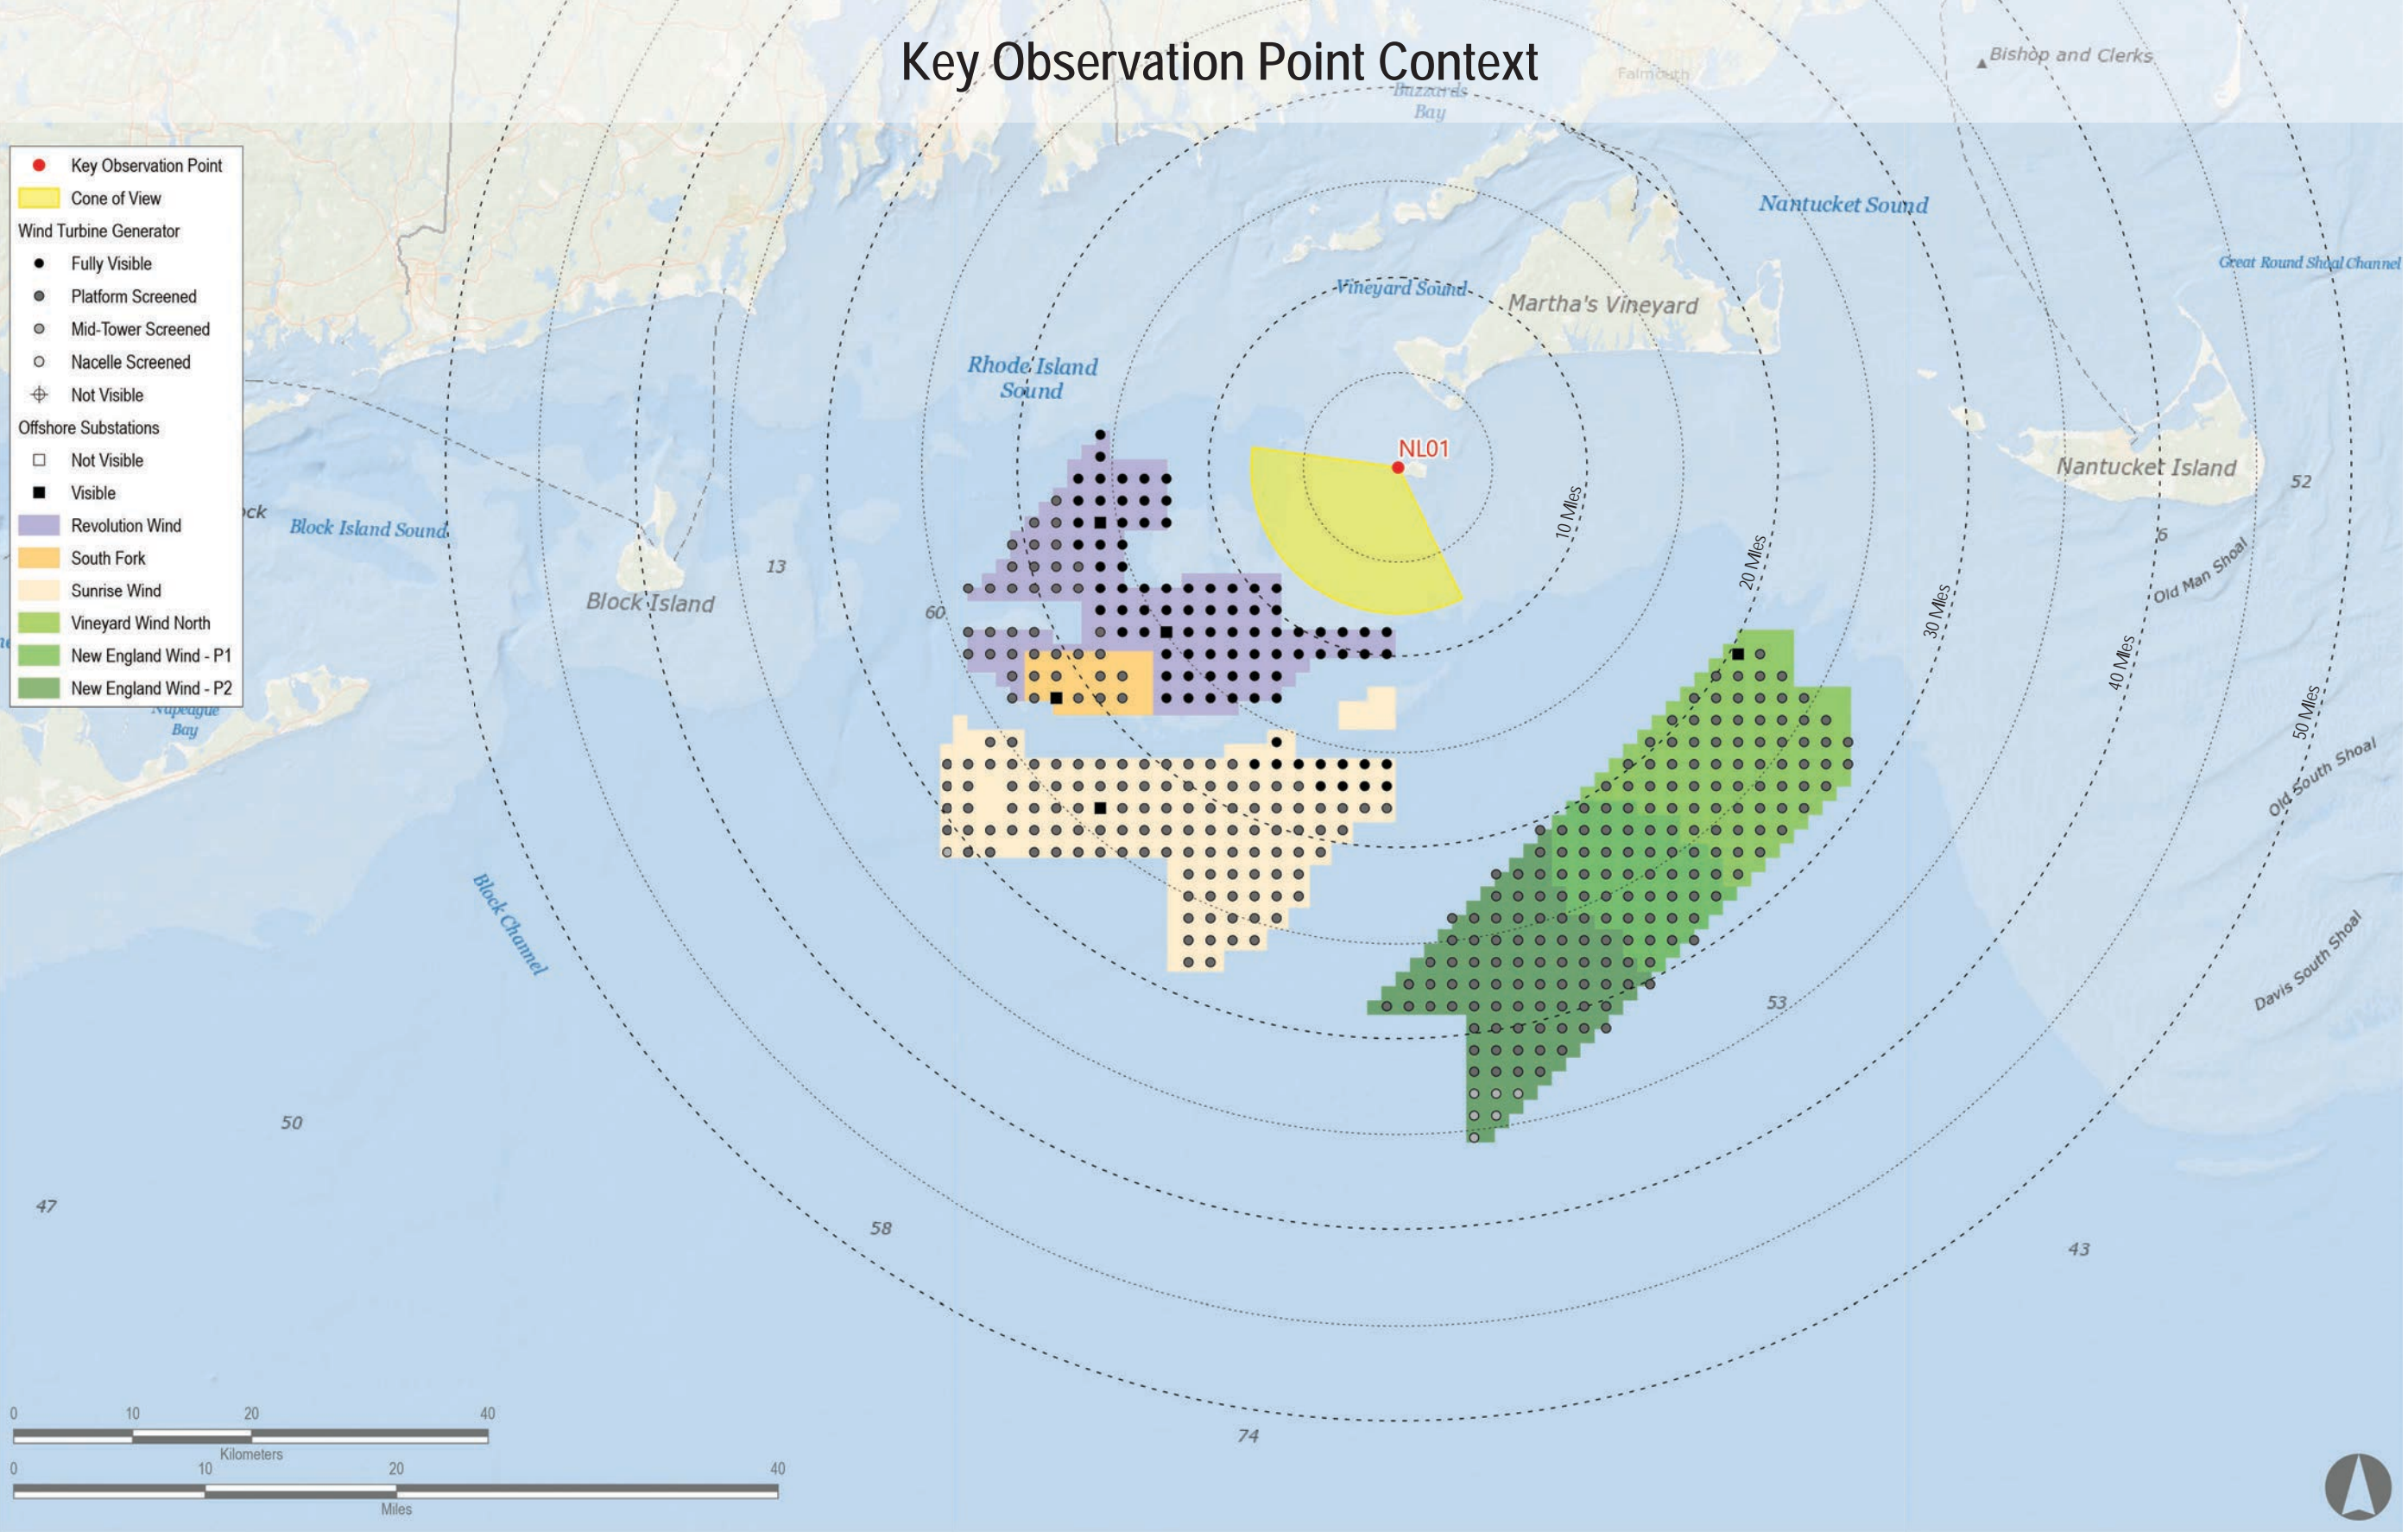 Key Observation Point Context
Bishop and Clerks
Falmouth
Buzzards
Bay
Key Observation Point
Cone of View
Wind Turbine Generator
Fully Visible
Platform Screened
Mid-Tower Screened
Nacelle Screened
Not Visible
Offshore Substations
Not Visible
Visible
Revolution Wind
South Fork
Sunrise Wind
Vineyard Wind North
New England Wind - P1
New England Wind - P2
Nantucket Sound
Great Round Shoal Channel
Vineyard Sound
Martha's Vineyard
Rhode Island
Sound
NL01
Nantucket Island
52
10 Miles
ock
Block Island Sound
6
Old Man Shoal
13
20 Miles
Block Island
60
30 Miles
40 Miles
50 Miles
Napeague
Bay
Old South Shoal
Block Channel
Davis South Shoal
53
50
47
58
43
74
0 10 20 40
Kilometers
0 10 20 40
Miles